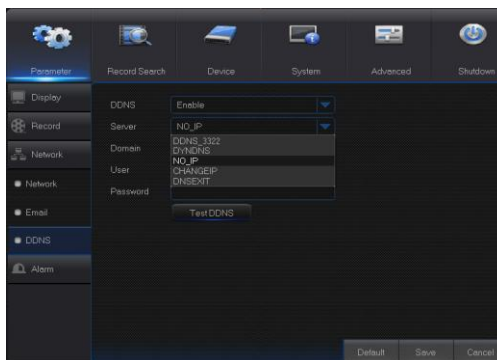 Parameter Record Search Device System Advanced Shutdown
Display
Record
Network
Network
Email
DDNS
Alarm
DDNS Enable
Server NO_IP
DDNS_3322
DYNDNS
NO_IP
CHANGEIP
DNSEXIT
Domain
User
Password
Test DDNS
Default Save Cancel